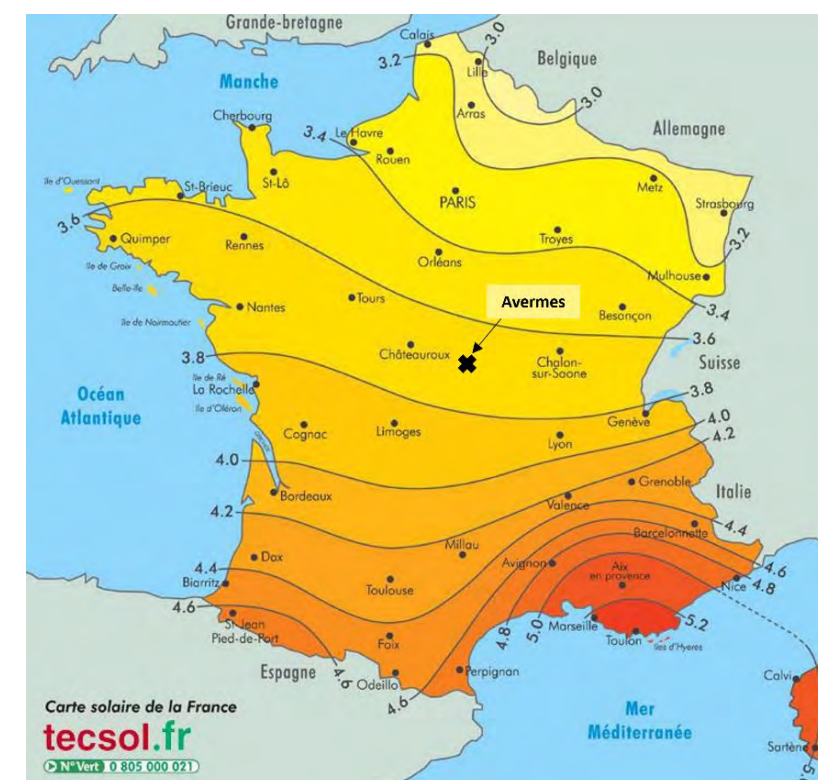 Grande-bretagne
Calais
3.0
Belgique
3.2
Lille
Manche
3.0
Arras
Cherbourg
Allemagne
3.4
Le Havre
Rouen
Ile d'Ouessant
St-Brieuc
St-Lô
Metz
PARIS
Strasbourg
3.6
Quimper
Rennes
Troyes
3.2
Orléans
Ile de Groix
Mulhouse
Belle-Ile
Tours
Avermes
Nantes
Besançon
3.4
Ile de Noirmoutier
3.6
Châteauroux
3.8
Chalon-
sur-Saone
Suisse
Ile de Ré
La Rochelle
3.8
Océan
Atlantique
Ile d'Oléron
Genève
4.0
Cognac
Limoges
Lyon
4.2
4.0
Grenoble
Bordeaux
Italie
Valence
4.2
4.4
Barcelonnette
Millau
Dax
Avignon
Aix
en provence
4.6
4.4
Biarritz
Toulouse
Nice
4.8
4.6
St Jean
Pied-de-Port
4.8
5.0
Marseille
5.2
Toulon
Foix
Iles d'Hyeres
Espagne
4.6
Odeillo
Perpignan
Calvi
4.6
Carte solaire de la France
Mer
Méditerranée
tecsol.fr
Sartène
N° Vert 0 805 000 021
5.0